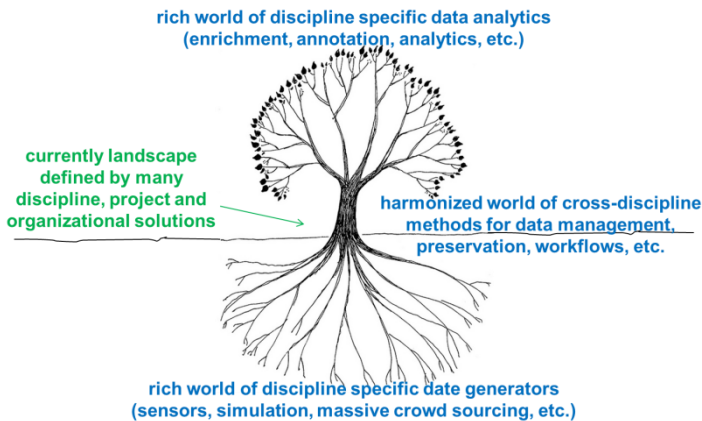 rich world of discipline specific data analytics
(enrichment, annotation, analytics, etc.)
currently landscape
defined by many
discipline, project and
organizational solutions
harmonized world of cross-discipline
methods for data management,
preservation, workflows, etc.
rich world of discipline specific date generators
(sensors, simulation, massive crowd sourcing, etc.)